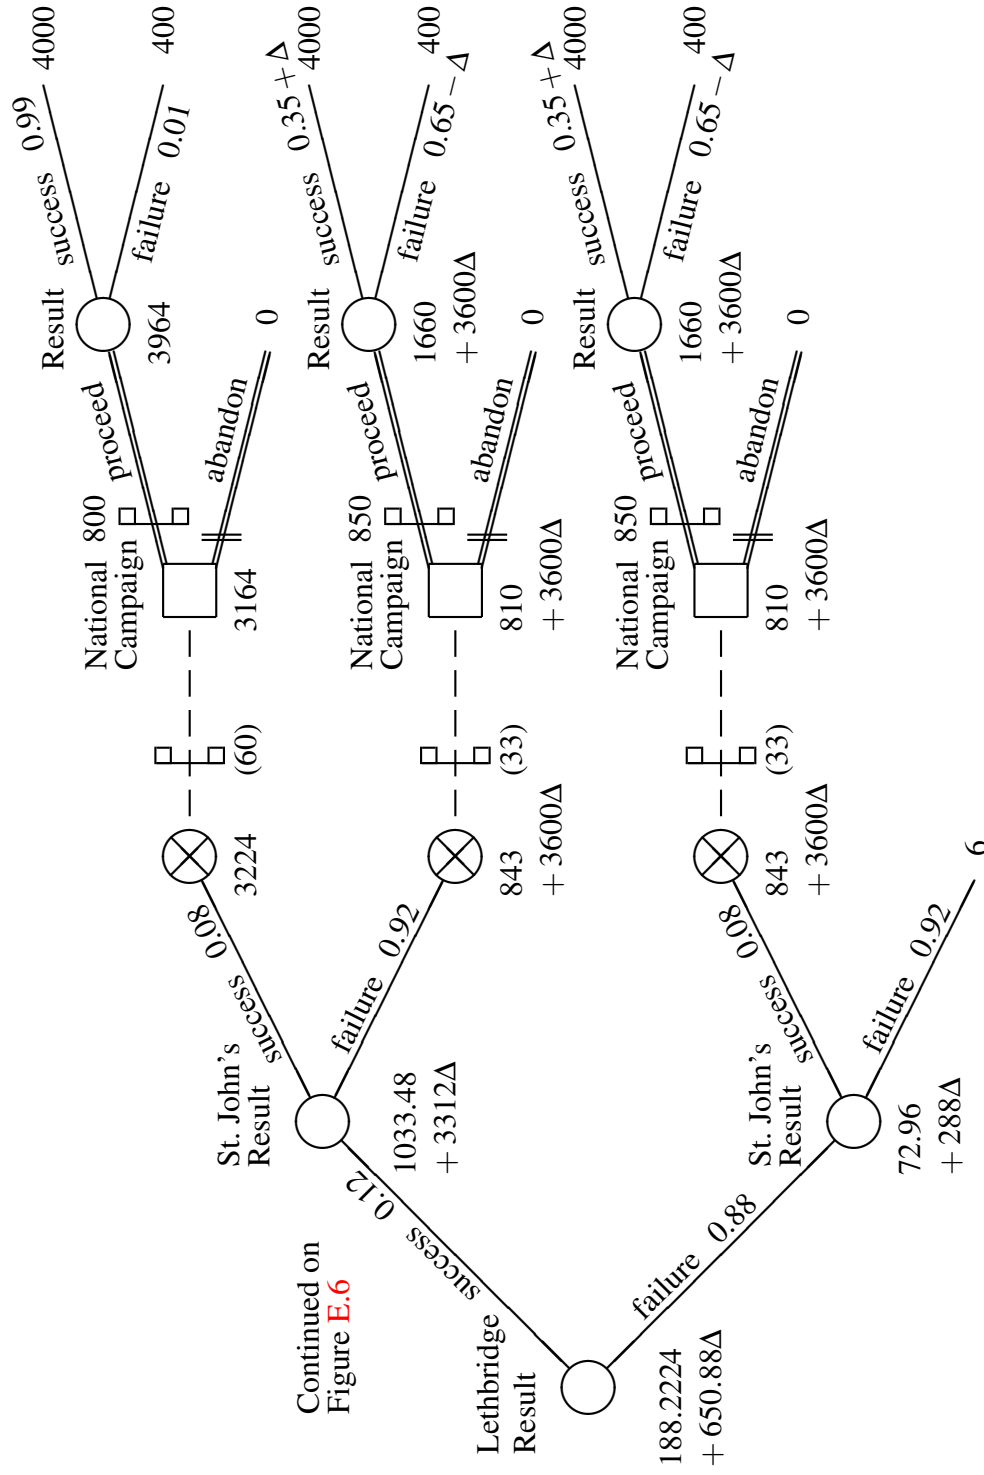 Continued on
Figure E.6
Lethbridge
Result
188.2224
+ 650.88Δ
success 0.12
failure 0.88
St. John's
Result
1033.48
+ 3312Δ
success 0.08
failure 0.92
3224
(60)
National 800
Campaign
3164
proceed
abandon
0
Result
3964
success 0.99
4000
failure 0.01
400
843
+ 3600Δ
(33)
National 850
Campaign
810
+ 3600Δ
proceed
abandon
0
Result
1660
+ 3600Δ
success 0.35 + Δ
4000
failure 0.65 − Δ
400
St. John's
Result
72.96
+ 288Δ
success 0.08
failure 0.92
6
843
+ 3600Δ
(33)
National 850
Campaign
810
+ 3600Δ
proceed
abandon
0
Result
1660
+ 3600Δ
success 0.35 + Δ
4000
failure 0.65 − Δ
400